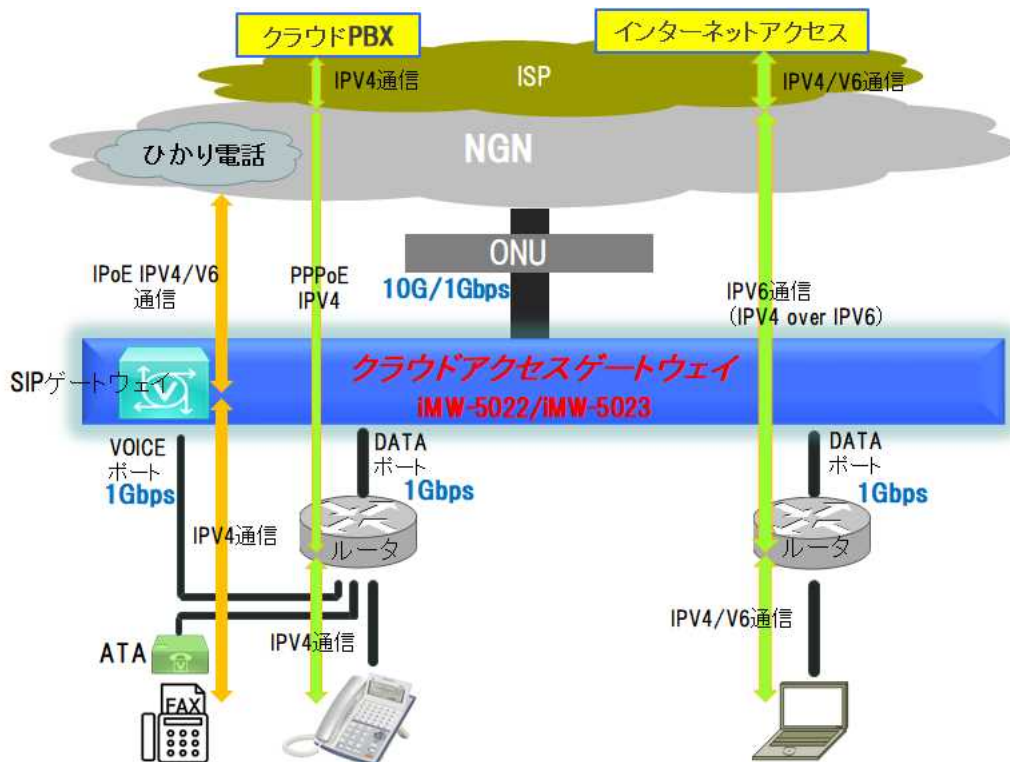 クラウドPBX
インターネットアクセス
IPV4通信
ISP
IPV4/V6通信
NGN
ひかり電話
ONU
10G/1Gbps
IPoE IPV4/V6
通信
PPPoE
IPV4
IPV6通信
(IPV4 over IPV6)
SIPゲートウェイ
クラウドアクセスゲートウェイ
iMW-5022/iMW-5023
VOICE
ポート
1Gbps
DATA
ポート
1Gbps
DATA
ポート
1Gbps
IPV4通信
ルータ
ルータ
IPV4通信
IPV4/V6通信
ATA
FAX